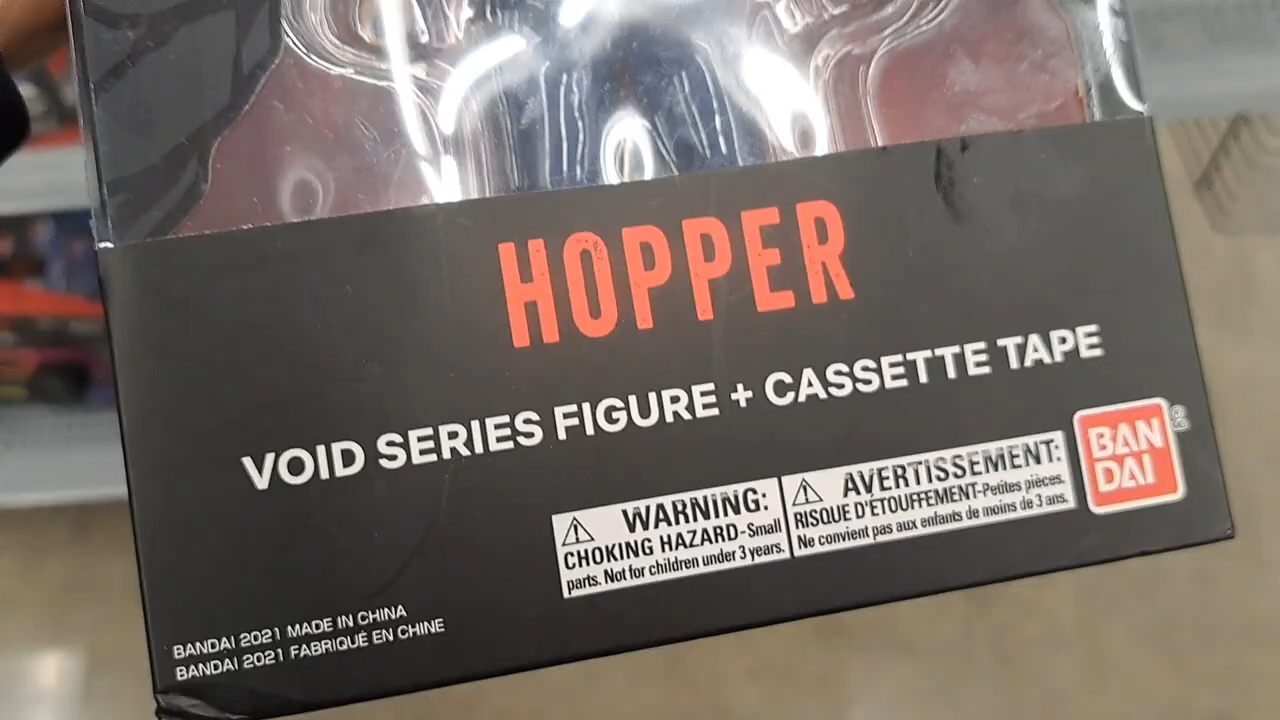 HOPPER
VOID SERIES FIGURE + CASSETTE TAPE
WARNING:
CHOKING HAZARD-Small
parts. Not for children under 3 years.
AVERTISSEMENT:
RISQUE D'ÉTOUFFEMENT-Petites pièces.
Ne convient pas aux enfants de moins de 3 ans.
BAN
DAI
BANDAI 2021 MADE IN CHINA
BANDAI 2021 FABRIQUÉ EN CHINE